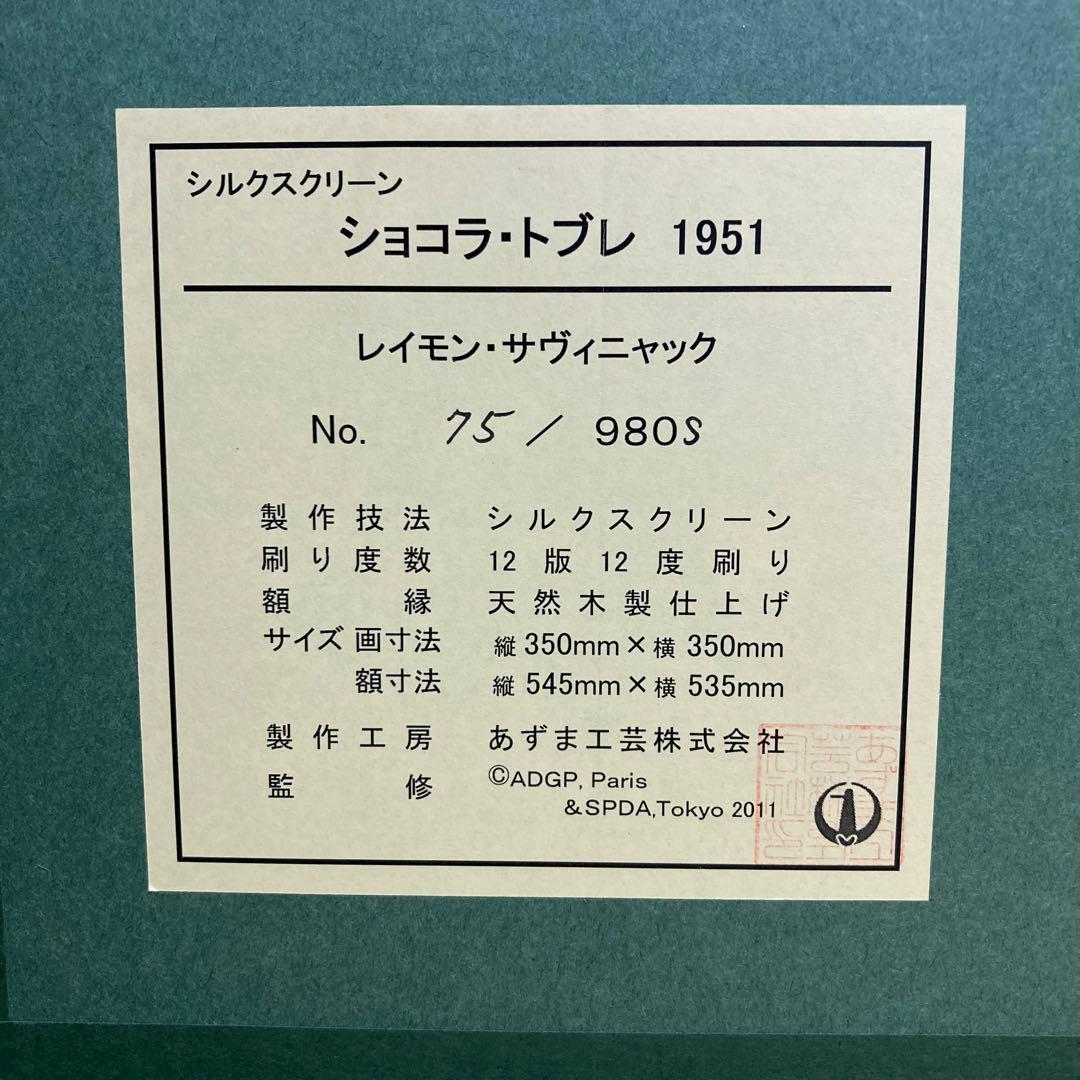 シルクスクリーン
ショコラ・トブレ 1951
レイモン・サヴィニャック
No. 75 / 980S
製作技法 シルクスクリーン
刷り度数 12版12度刷り
額縁 天然木製仕上げ
サイズ 画寸法 縦350mm×横350mm
額寸法 縦545mm×横535mm
製作工房 あずま工芸株式会社
監修 ©ADGP, Paris
&SPDA,Tokyo 2011